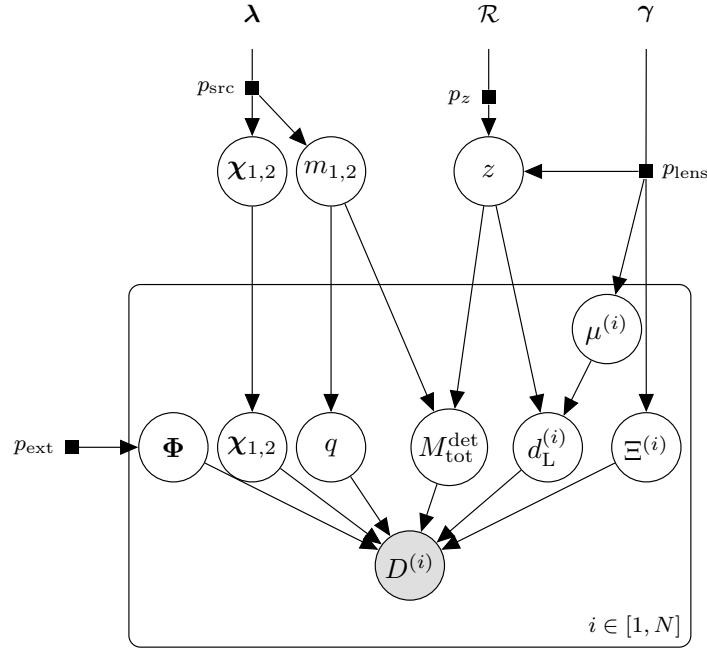 λ R γ
p_src p_z
χ_{1,2} m_{1,2} z p_lens
μ^{(i)}
p_ext Φ χ_{1,2} q M_tot^det d_L^{(i)} Ξ^{(i)}
D^{(i)}
i ∈ [1, N]